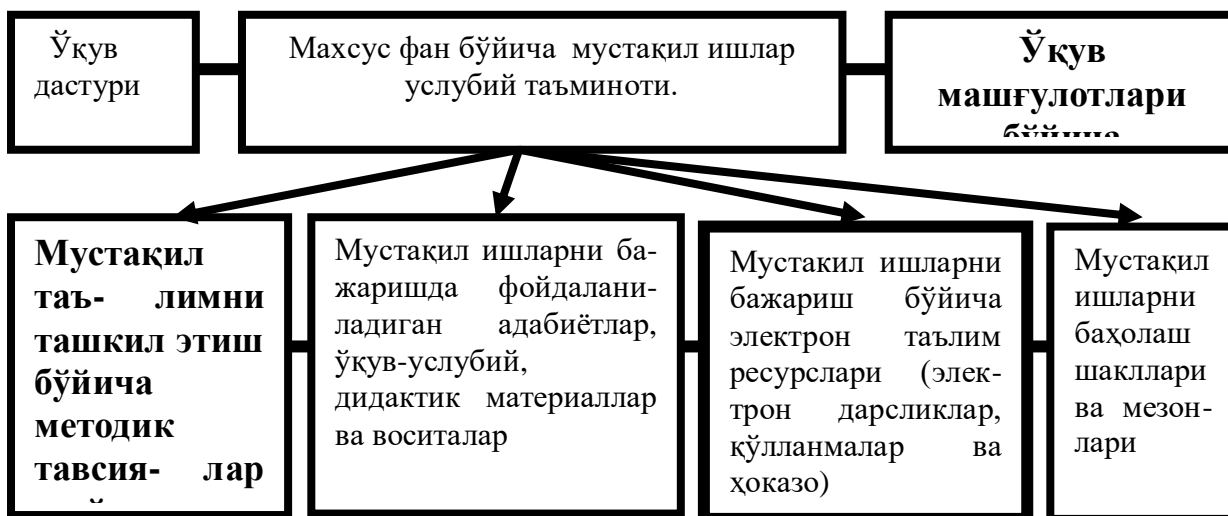 Ўқув
дастури
Махсус фан бўйича мустақил ишлар
услубий таъминоти.
Ўқув
машғулотлари
бўйича
Мустақил
таъ- лимни
ташкил этиш
бўйича
методик
тавсия- лар
Мустақил ишларни ба-
жаришда фойдалани-
ладиган адабиётлар,
ўқув-услубий,
дидактик материаллар
ва воситалар
Мустакил ишларни
бажариш бўйича
электрон таълим
ресурслари (элек-
трон дарсликлар,
қўлланмалар ва
ҳоказо)
Мустақил
ишларни
баҳолаш
шакллари
ва мезон-
лари